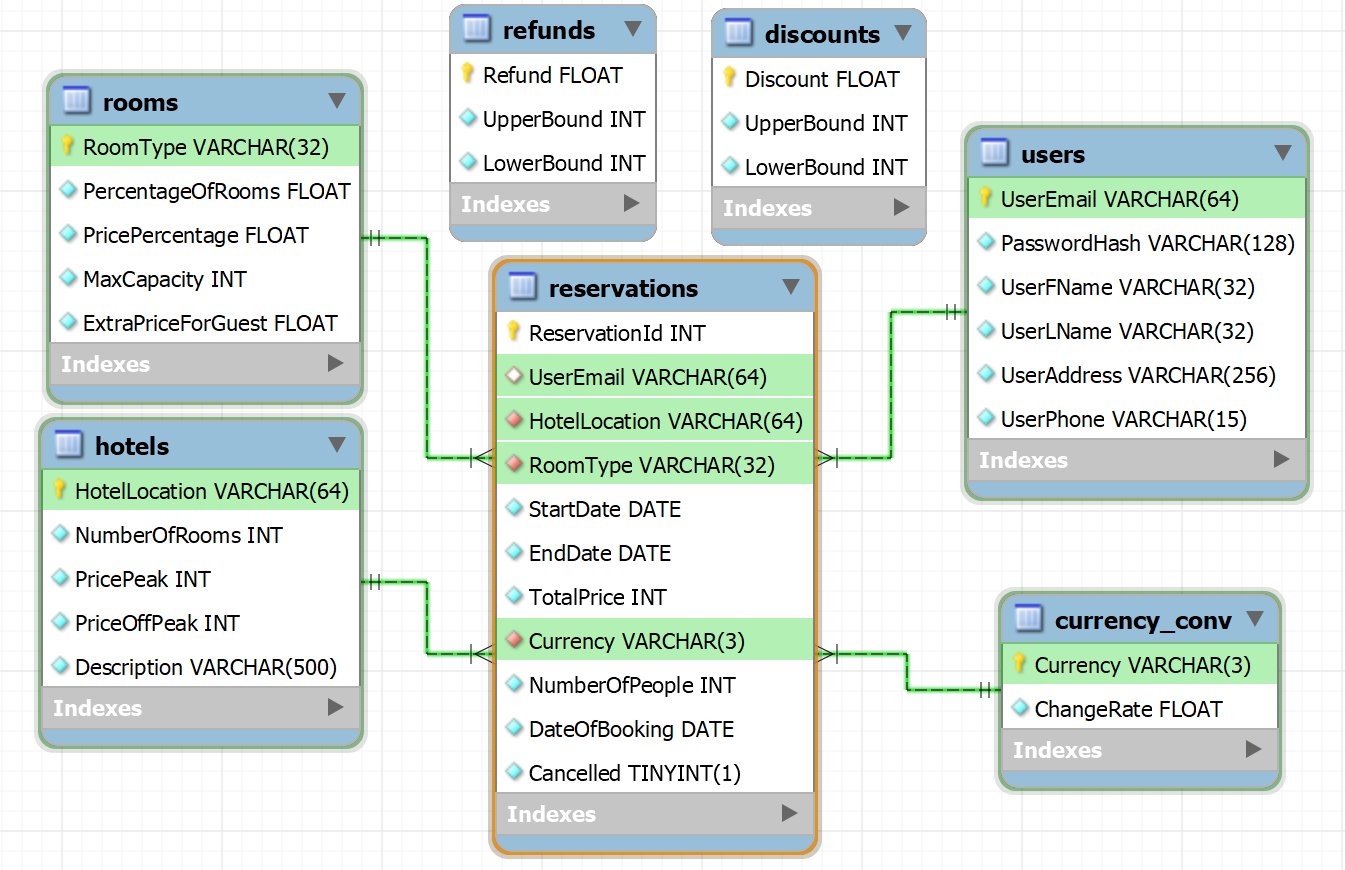 refunds
Refund FLOAT
UpperBound INT
LowerBound INT
Indexes
discounts
Discount FLOAT
UpperBound INT
LowerBound INT
Indexes
rooms
RoomType VARCHAR(32)
PercentageOfRooms FLOAT
PricePercentage FLOAT
MaxCapacity INT
ExtraPriceForGuest FLOAT
Indexes
users
UserEmail VARCHAR(64)
PasswordHash VARCHAR(128)
UserFName VARCHAR(32)
UserLName VARCHAR(32)
UserAddress VARCHAR(256)
UserPhone VARCHAR(15)
Indexes
reservations
ReservationId INT
UserEmail VARCHAR(64)
HotelLocation VARCHAR(64)
RoomType VARCHAR(32)
StartDate DATE
EndDate DATE
TotalPrice INT
Currency VARCHAR(3)
NumberOfPeople INT
DateOfBooking DATE
Cancelled TINYINT(1)
Indexes
hotels
HotelLocation VARCHAR(64)
NumberOfRooms INT
PricePeak INT
PriceOffPeak INT
Description VARCHAR(500)
Indexes
currency_conv
Currency VARCHAR(3)
ChangeRate FLOAT
Indexes